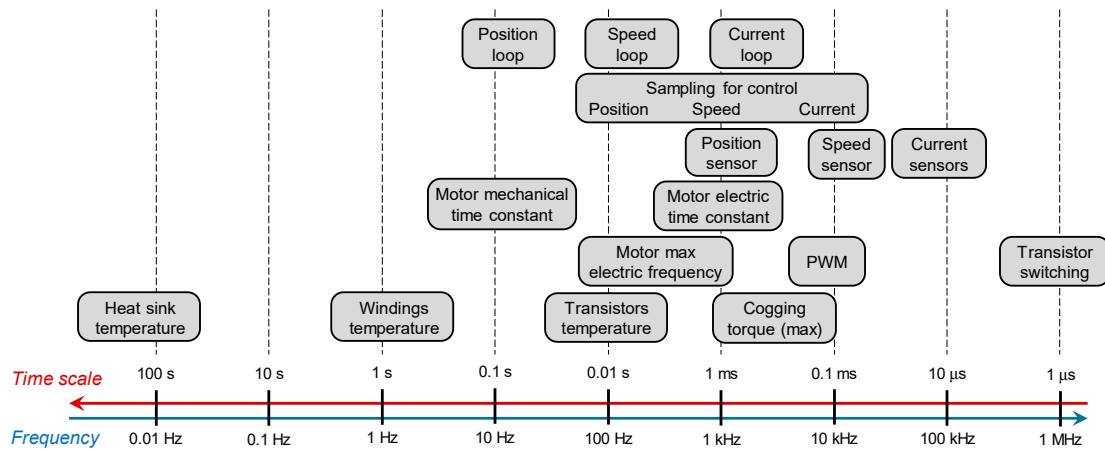 Position
loop
Speed
loop
Current
loop
Sampling for control
Position Speed Current
Position
sensor
Speed
sensor
Current
sensors
Motor mechanical
time constant
Motor electric
time constant
Motor max
electric frequency
PWM
Transistor
switching
Heat sink
temperature
Windings
temperature
Transistors
temperature
Cogging
torque (max)
Time scale 100 s 10 s 1 s 0.1 s 0.01 s 1 ms 0.1 ms 10 µs 1 µs
Frequency 0.01 Hz 0.1 Hz 1 Hz 10 Hz 100 Hz 1 kHz 10 kHz 100 kHz 1 MHz